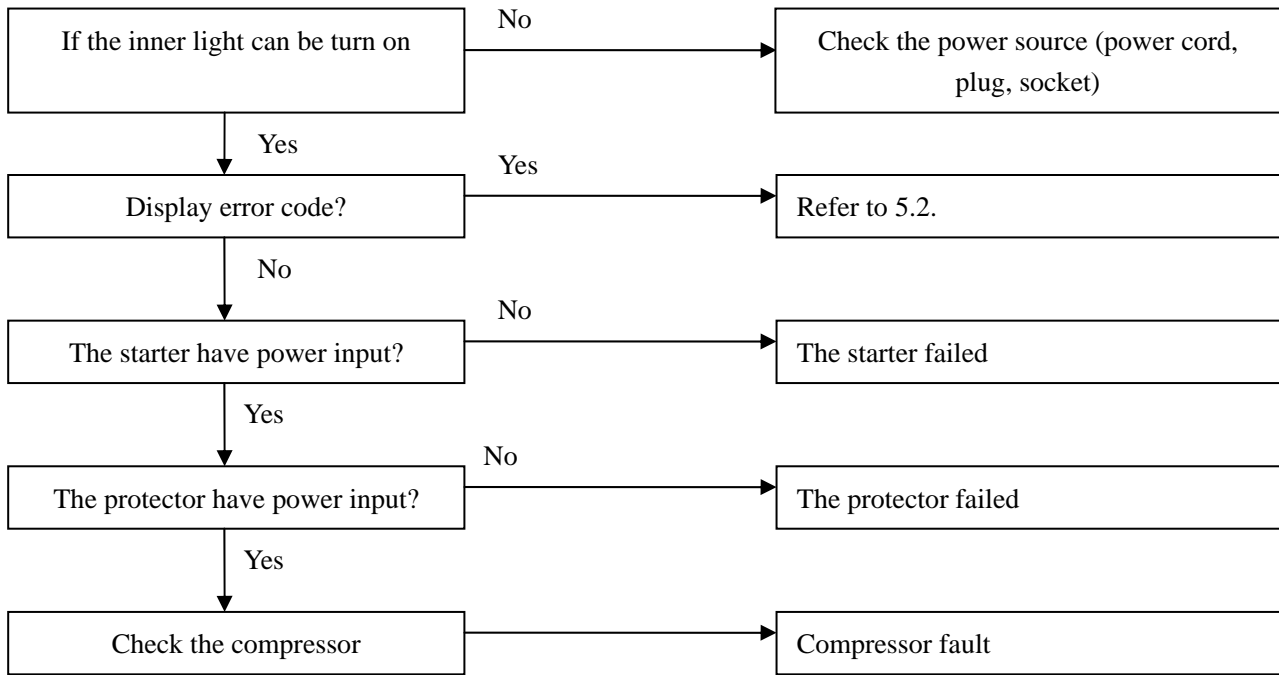 If the inner light can be turn on
No
Check the power source (power cord,
plug, socket)
Yes
Display error code?
Yes
Refer to 5.2.
No
The starter have power input?
No
The starter failed
Yes
The protector have power input?
No
The protector failed
Yes
Check the compressor
Compressor fault